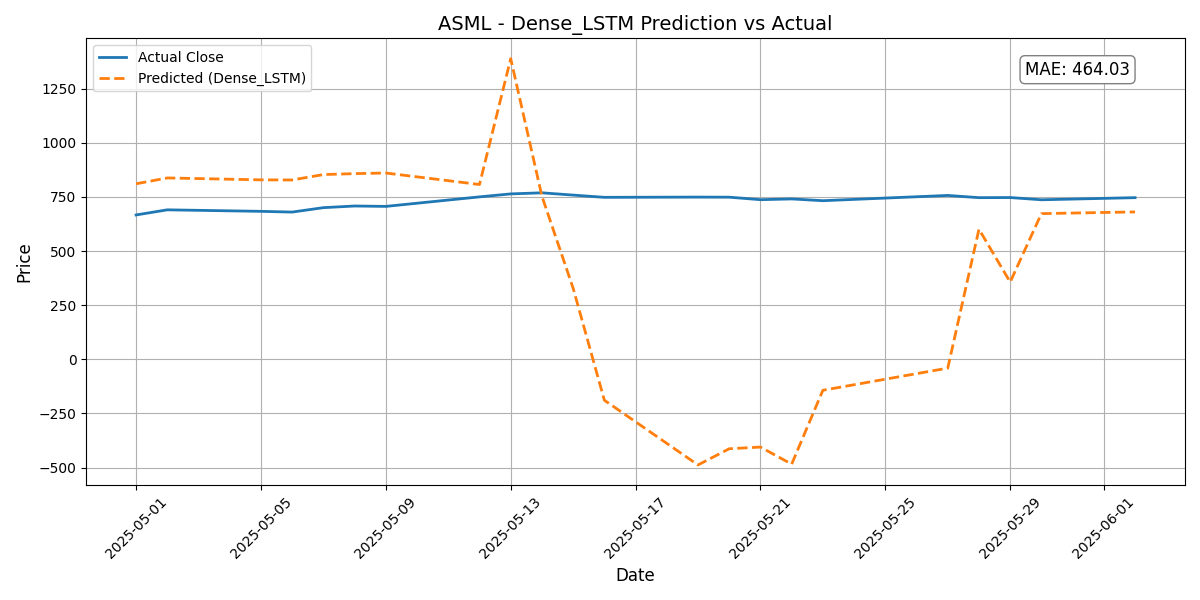 ASML - Dense_LSTM Prediction vs Actual
Actual Close
Predicted (Dense_LSTM)
MAE: 464.03
Price
1250
1000
750
500
250
0
−250
−500
2025-05-01
2025-05-05
2025-05-09
2025-05-13
2025-05-17
2025-05-21
2025-05-25
2025-05-29
2025-06-01
Date